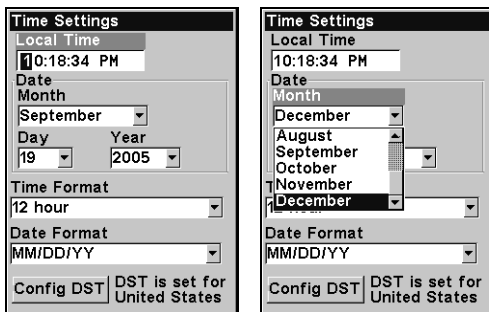 Time Settings
Local Time
10:18:34 PM
Date
Month
September
Day Year
19 2005
Time Format
12 hour
Date Format
MM/DD/YY
Config DST
DST is set for
United States
Time Settings
Local Time
10:18:34 PM
Date
Month
December
August
September
October
November
December
Date Format
MM/DD/YY
Config DST
DST is set for
United States